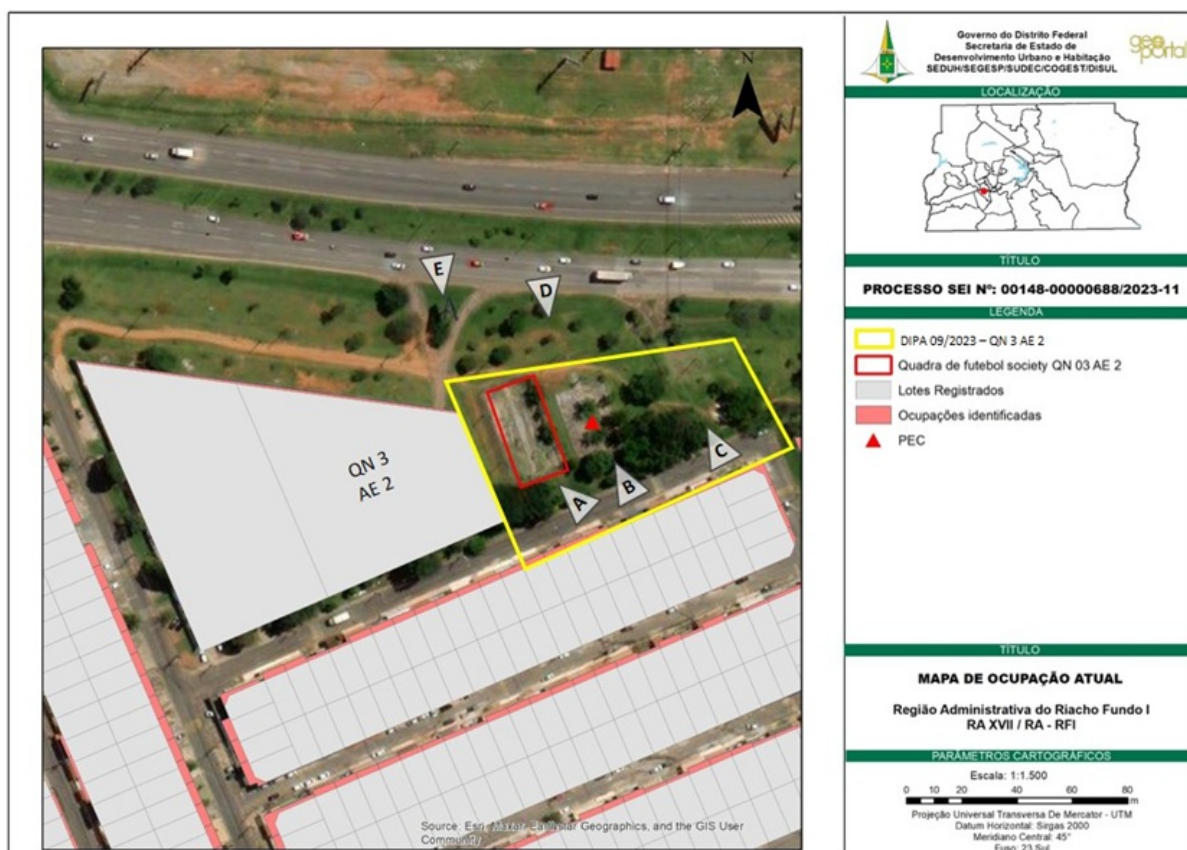 N
E
D
A
B
C
QN 3
AE 2
Source: Esri, Maxar, Earthstar Geographics, and the GIS User
Community
Governo do Distrito Federal
Secretaria de Estado de
Desenvolvimento Urbano e Habitação
SEDUH/SEGESP/SUDEC/COGEST/DISUL
geo
portal
LOCALIZAÇÃO
TÍTULO
PROCESSO SEI Nº: 00148-00000688/2023-11
LEGENDA
DIPA 09/2023 – QN 3 AE 2
Quadra de futebol society QN 03 AE 2
Lotes Registrados
Ocupações identificadas
PEC
TÍTULO
MAPA DE OCUPAÇÃO ATUAL
Região Administrativa do Riacho Fundo I
RA XVII / RA - RFI
PARÂMETROS CARTOGRÁFICOS
Escala: 1:1.500
0 10 20 40 60 80
m
Projeção Universal Transversa De Mercator - UTM
Datum Horizontal: Sirgas 2000
Meridiano Central: 45°
Fuso: 23 Sul